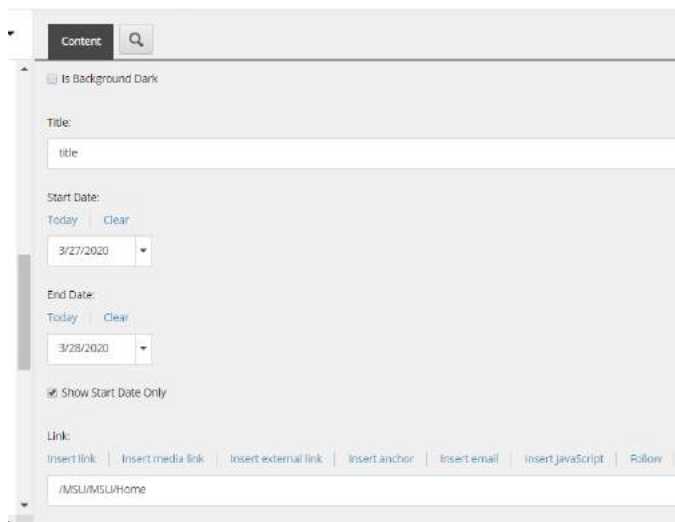 Content
Is Background Dark
Title:
title
Start Date:
Today | Clear
3/27/2020
End Date:
Today | Clear
3/28/2020
Show Start Date Only
Link:
Insert link | Insert media link | Insert external link | Insert anchor | Insert email | Insert JavaScript | Follow |
/MSU/MSU/Home